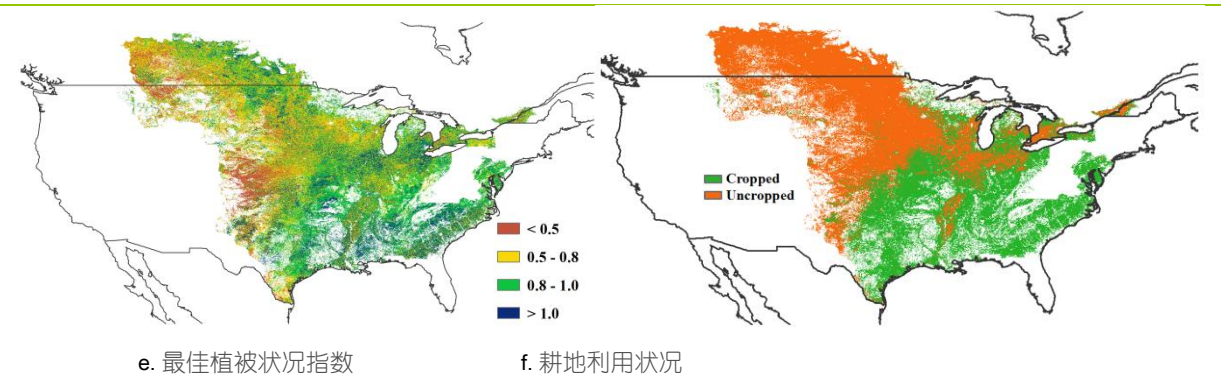 < 0.5
0.5 - 0.8
0.8 - 1.0
> 1.0
Cropped
Uncropped
e. 最佳植被状况指数
f. 耕地利用状况